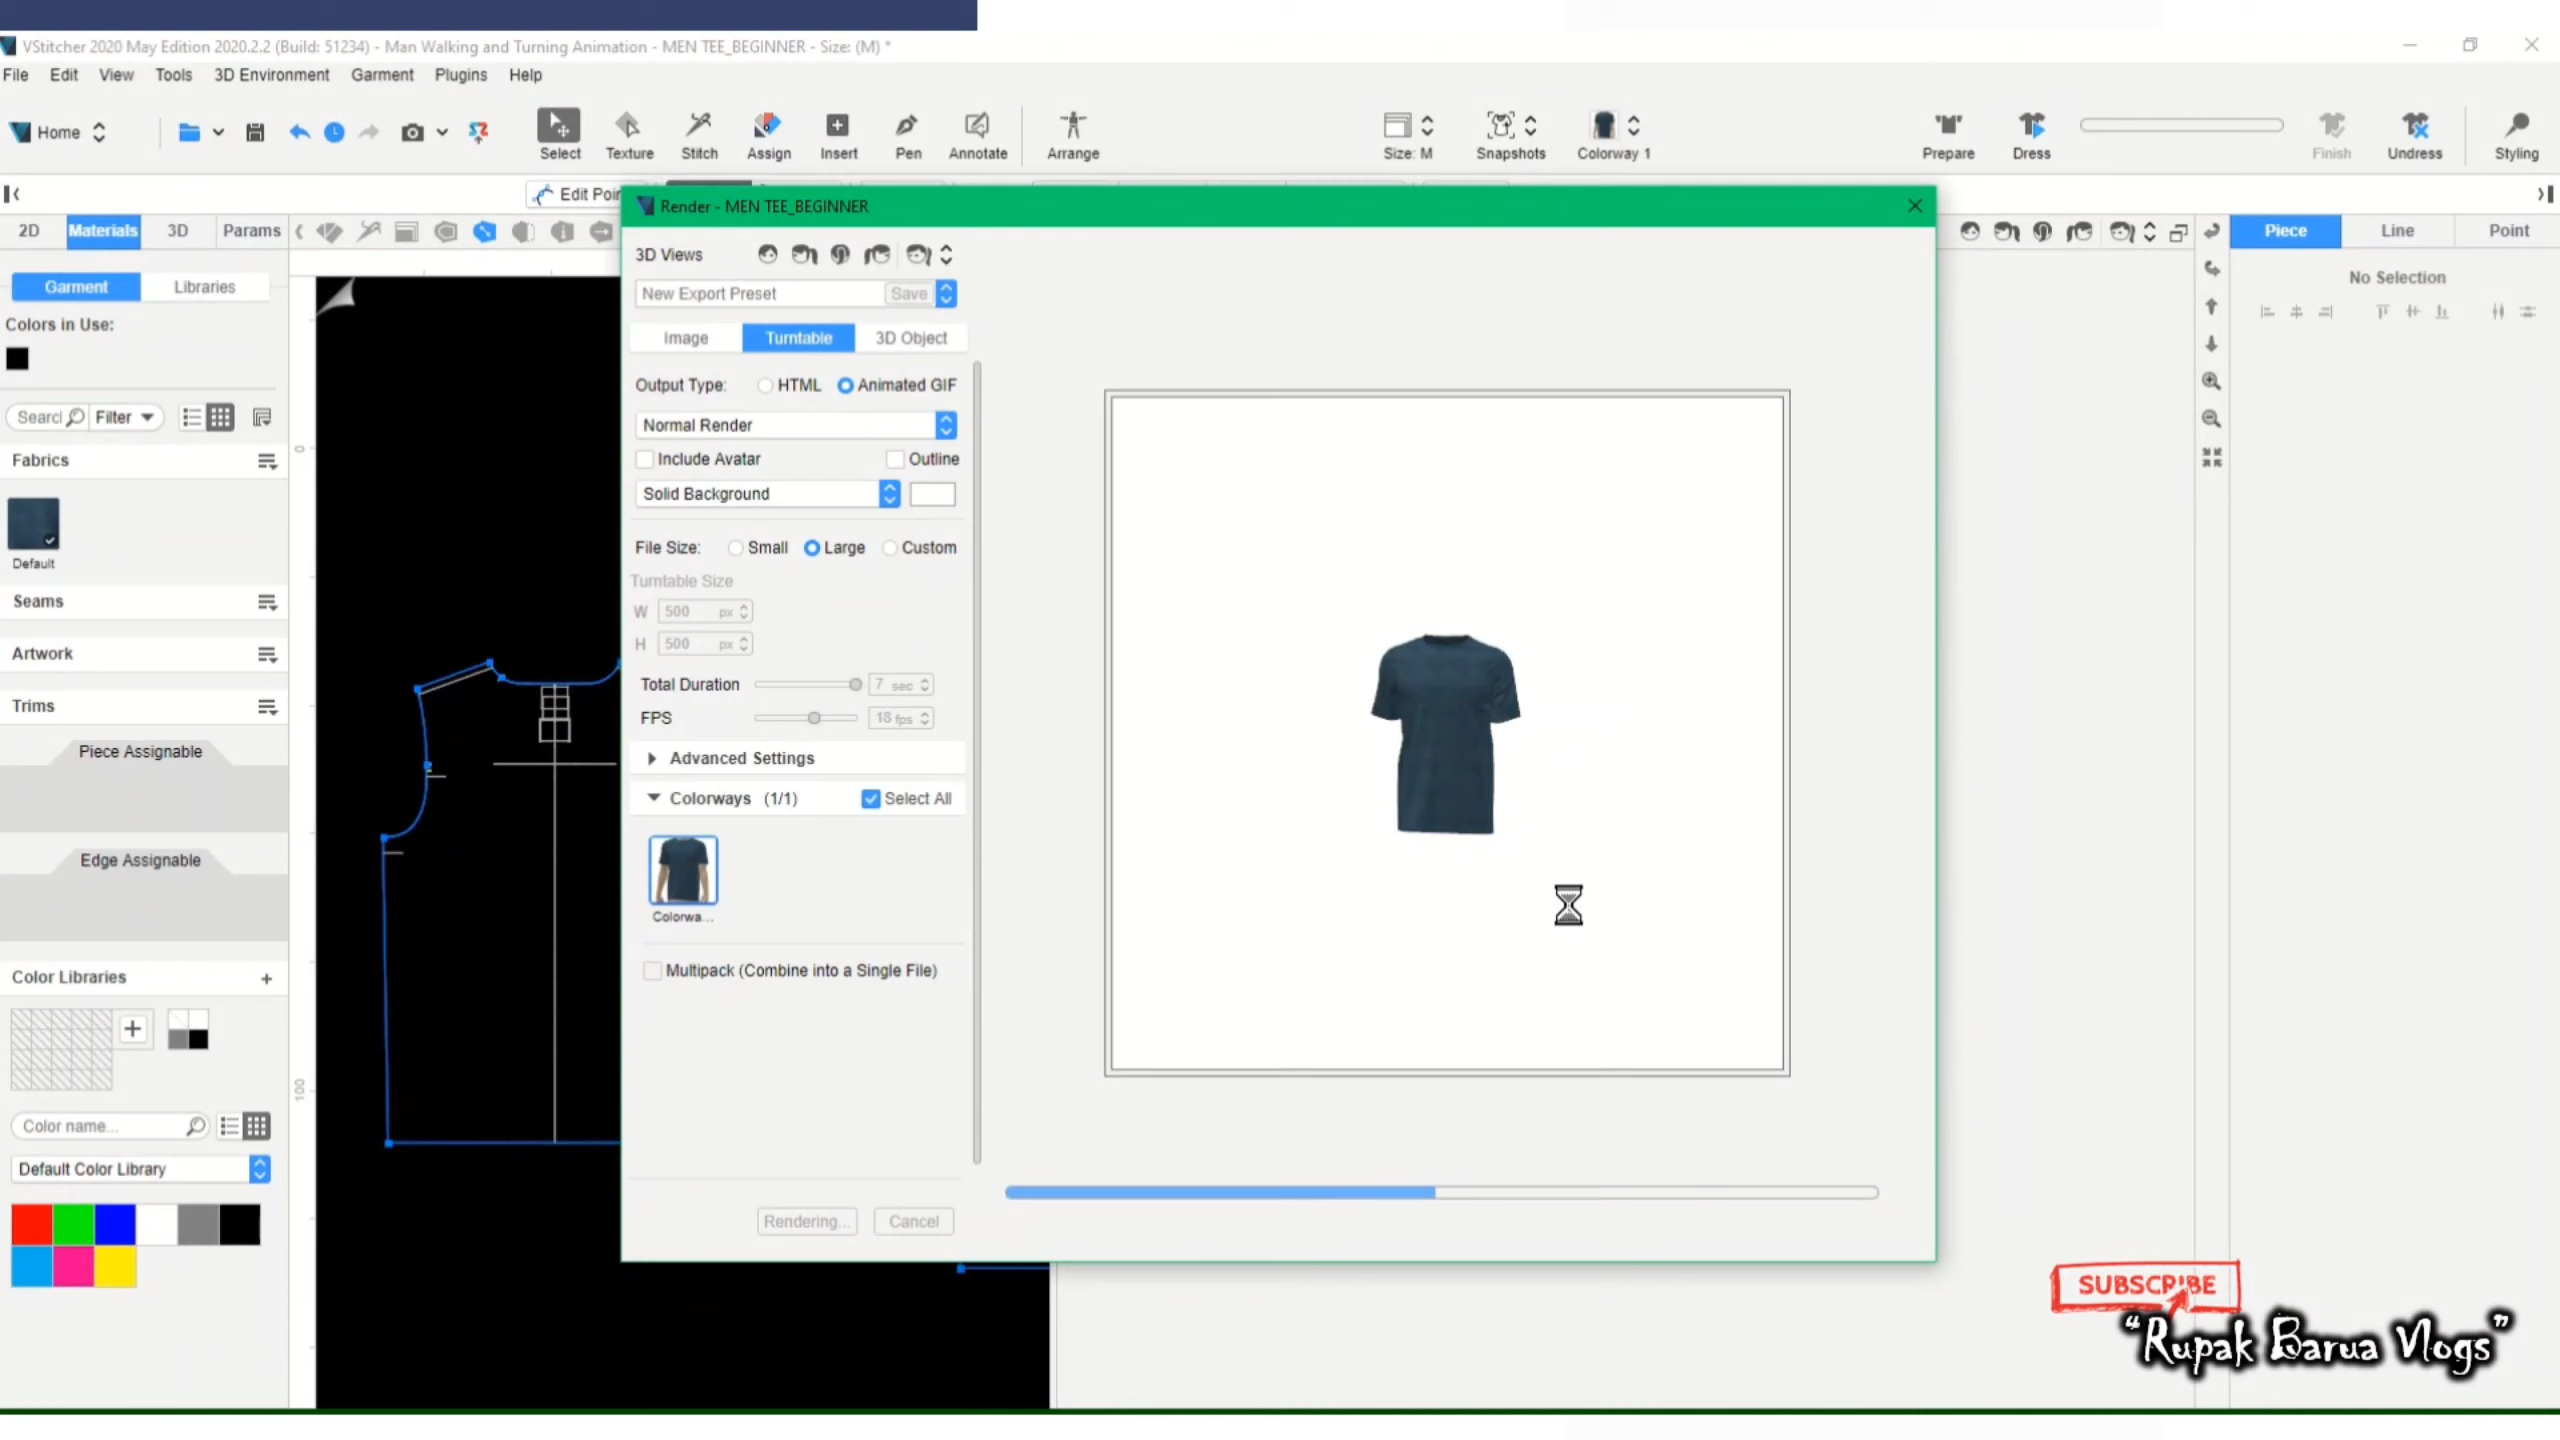 VStitcher 2020 May Edition 2020.2.2 (Build: 51234) - Man Walking and Turning Animation - MEN TEE_BEGINNER - Size: (M) *
File Edit View Tools 3D Environment Garment Plugins Help
Home
Select Texture Stitch Assign Insert Pen Annotate Arrange Size: M Snapshots Colorway 1 Prepare Dress Finish Undress Styling
Edit Poin
Render - MEN TEE_BEGINNER
2D Materials 3D Params
Piece Line Point
3D Views
No Selection
Garment Libraries
New Export Preset Save
Colors in Use:
Image Turntable 3D Object
Output Type: HTML Animated GIF
Search Filter
Normal Render
Fabrics
Include Avatar Outline
Solid Background
Default
File Size: Small Large Custom
Turntable Size
Seams
W 500 px
H 500 px
Artwork
Total Duration 7 sec
Trims
FPS 18 fps
Piece Assignable
Advanced Settings
Colorways (1/1) Select All
Edge Assignable
Colorwa...
Multipack (Combine into a Single File)
Color Libraries
0
100
Color name...
Default Color Library
Rendering... Cancel
SUBSCRIBE
“Rupak Barua Vlogs”